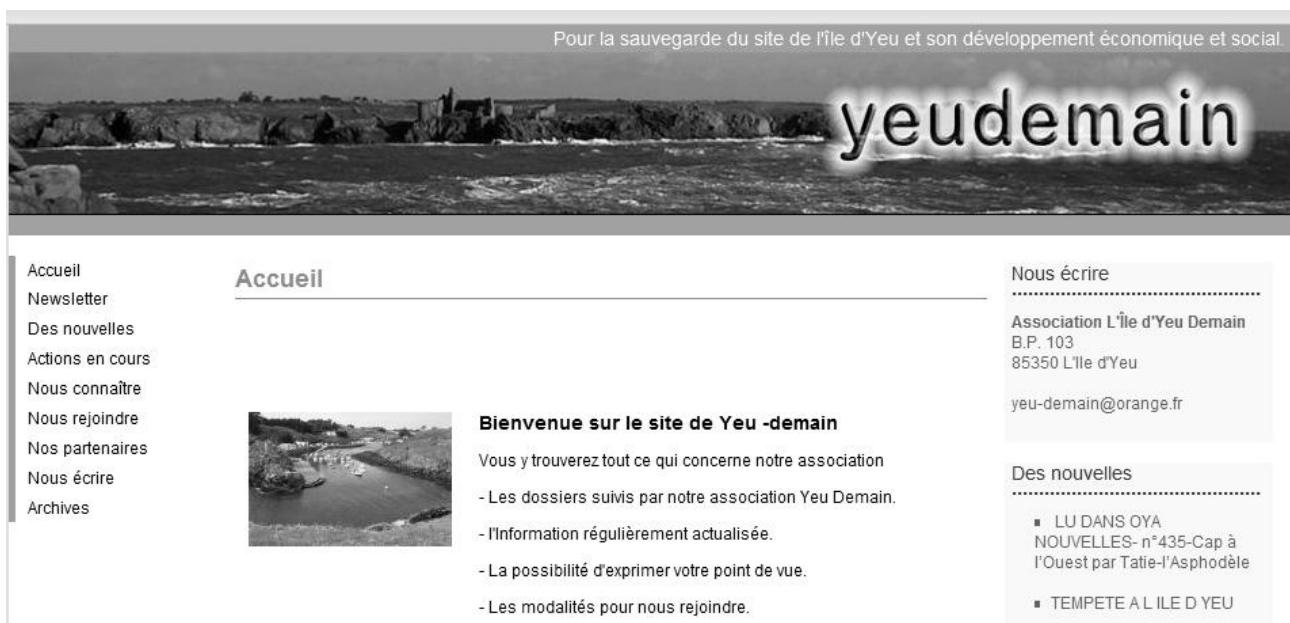 Pour la sauvegarde du site de l'île d'Yeu et son développement économique et social.
yeudemain
Accueil
Newsletter
Des nouvelles
Actions en cours
Nous connaître
Nous rejoindre
Nos partenaires
Nous écrire
Archives
Accueil
Bienvenue sur le site de Yeu -demain
Vous y trouverez tout ce qui concerne notre association
- Les dossiers suivis par notre association Yeu Demain.
- l'Information régulièrement actualisée.
- La possibilité d'exprimer votre point de vue.
- Les modalités pour nous rejoindre.
Nous écrire
Association L'Île d'Yeu Demain
B.P. 103
85350 L'Ile d'Yeu
yeu-demain@orange.fr
Des nouvelles
▪ LU DANS OYA
NOUVELLES- n°435-Cap à
l'Ouest par Tatie-l'Asphodèle
▪ TEMPETE A L ILE D YEU